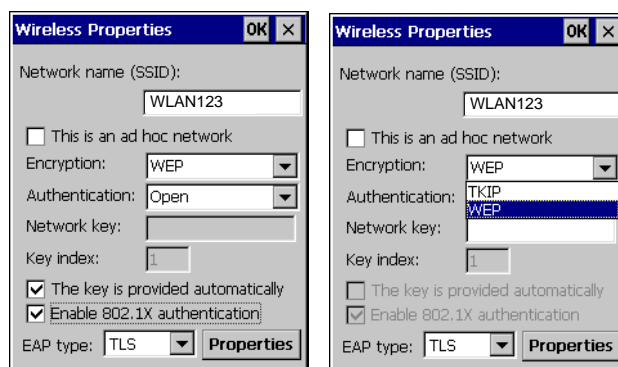 Wireless Properties OK ×
Network name (SSID):
WLAN123
This is an ad hoc network
Encryption: WEP
Authentication: Open
Network key:
Key index: 1
The key is provided automatically
Enable 802.1X authentication
EAP type: TLS Properties
Wireless Properties OK ×
Network name (SSID):
WLAN123
This is an ad hoc network
Encryption: WEP
TKIP
Authentication:
WEP
Network key:
Key index: 1
The key is provided automatically
Enable 802.1X authentication
EAP type: TLS Properties